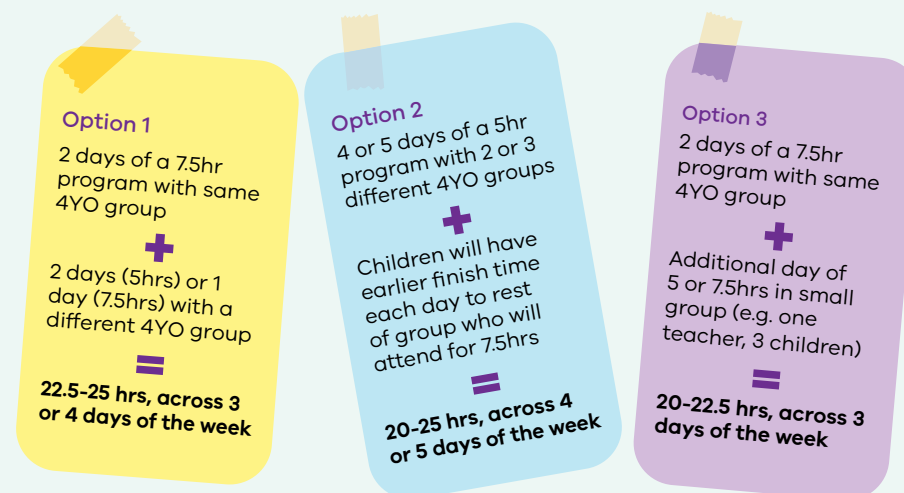 Option 1
2 days of a 7.5hr
program with same
4YO group
+
2 days (5hrs) or 1
day (7.5hrs) with a
different 4YO group
=
22.5-25 hrs, across 3
or 4 days of the week
Option 2
4 or 5 days of a 5hr
program with 2 or 3
different 4YO groups
+
Children will have
earlier finish time
each day to rest
of group who will
attend for 7.5hrs
=
20-25 hrs, across 4
or 5 days of the week
Option 3
2 days of a 7.5hr
program with same
4YO group
+
Additional day of
5 or 7.5hrs in small
group (e.g. one
teacher, 3 children)
=
20-22.5 hrs, across 3
days of the week